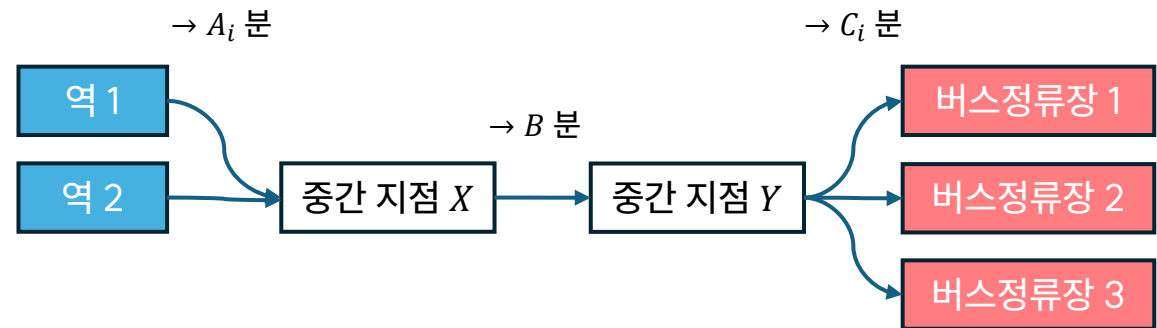 → A_i 분
→ C_i 분
역 1
버스정류장 1
→ B 분
역 2
중간 지점 X
중간 지점 Y
버스정류장 2
버스정류장 3